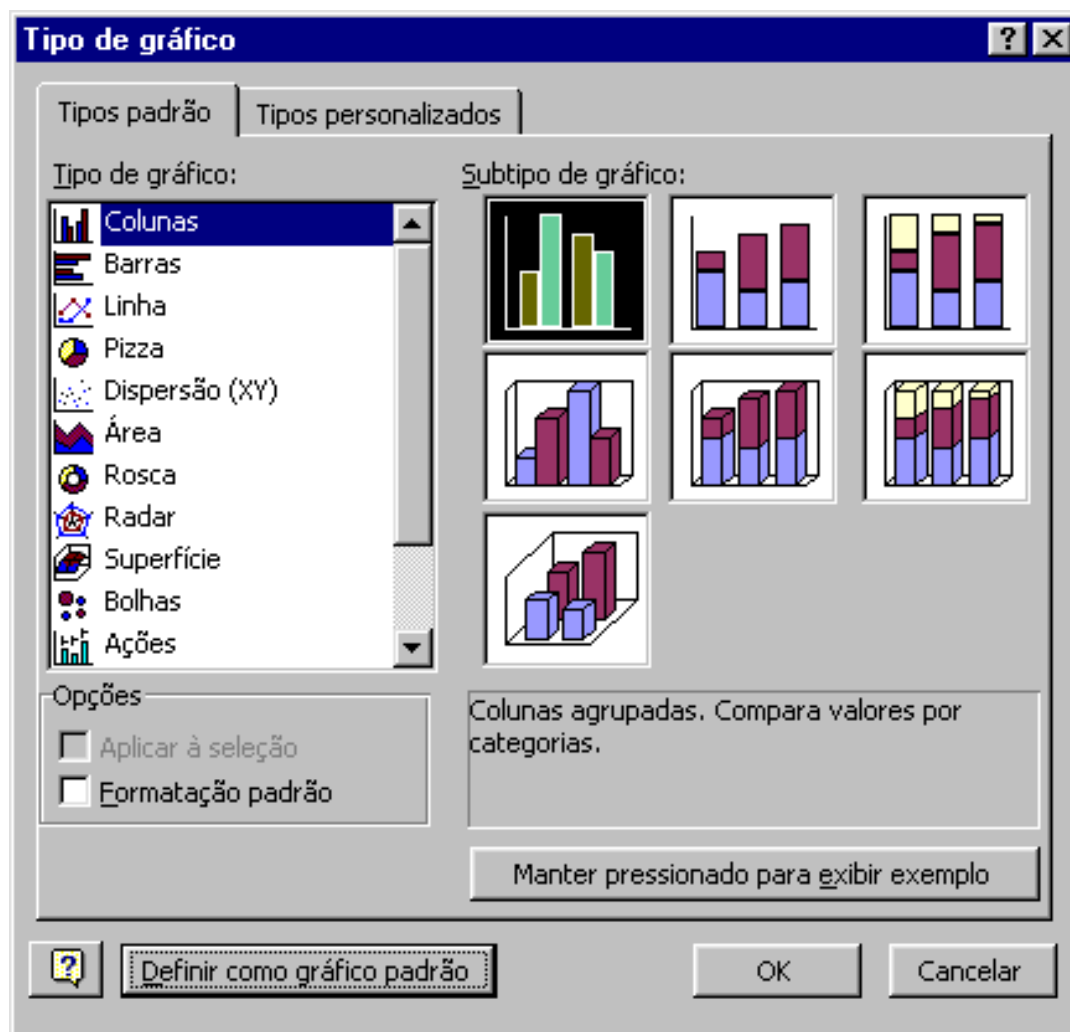 Tipo de gráfico
Tipos padrão
Tipos personalizados
Tipo de gráfico:
Colunas
Barras
Linha
Pizza
Dispersão (XY)
Área
Rosca
Radar
Superfície
Bolhas
Ações
Subtipo de gráfico:
Opções
Aplicar à seleção
Formatação padrão
Colunas agrupadas. Compara valores por
categorias.
Manter pressionado para exibir exemplo
Definir como gráfico padrão
OK
Cancelar